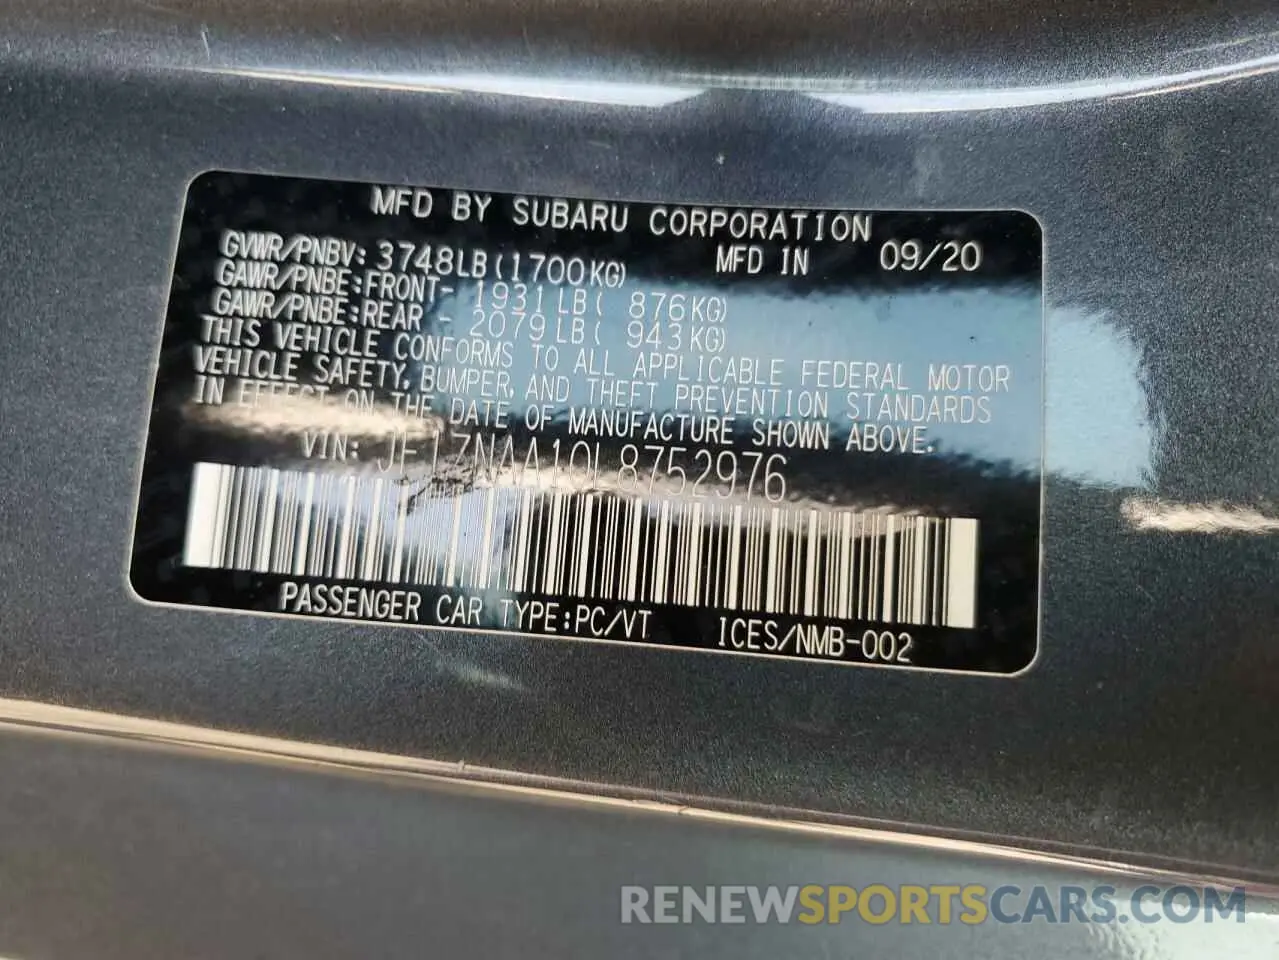 MFD BY SUBARU CORPORATION
GVWR/PNBV: 3748LB(1700KG) MFD IN 09/20
GAWR/PNBE:FRONT- 1931LB( 876KG)
GAWR/PNBE:REAR - 2079LB( 943KG)
THIS VEHICLE CONFORMS TO ALL APPLICABLE FEDERAL MOTOR
VEHICLE SAFETY, BUMPER, AND THEFT PREVENTION STANDARDS
IN EFFECT ON THE DATE OF MANUFACTURE SHOWN ABOVE.
VIN: JF1ZNAA10L8752976
PASSENGER CAR TYPE:PC/VT ICES/NMB-002
RENEWSPORTSCARS.COM